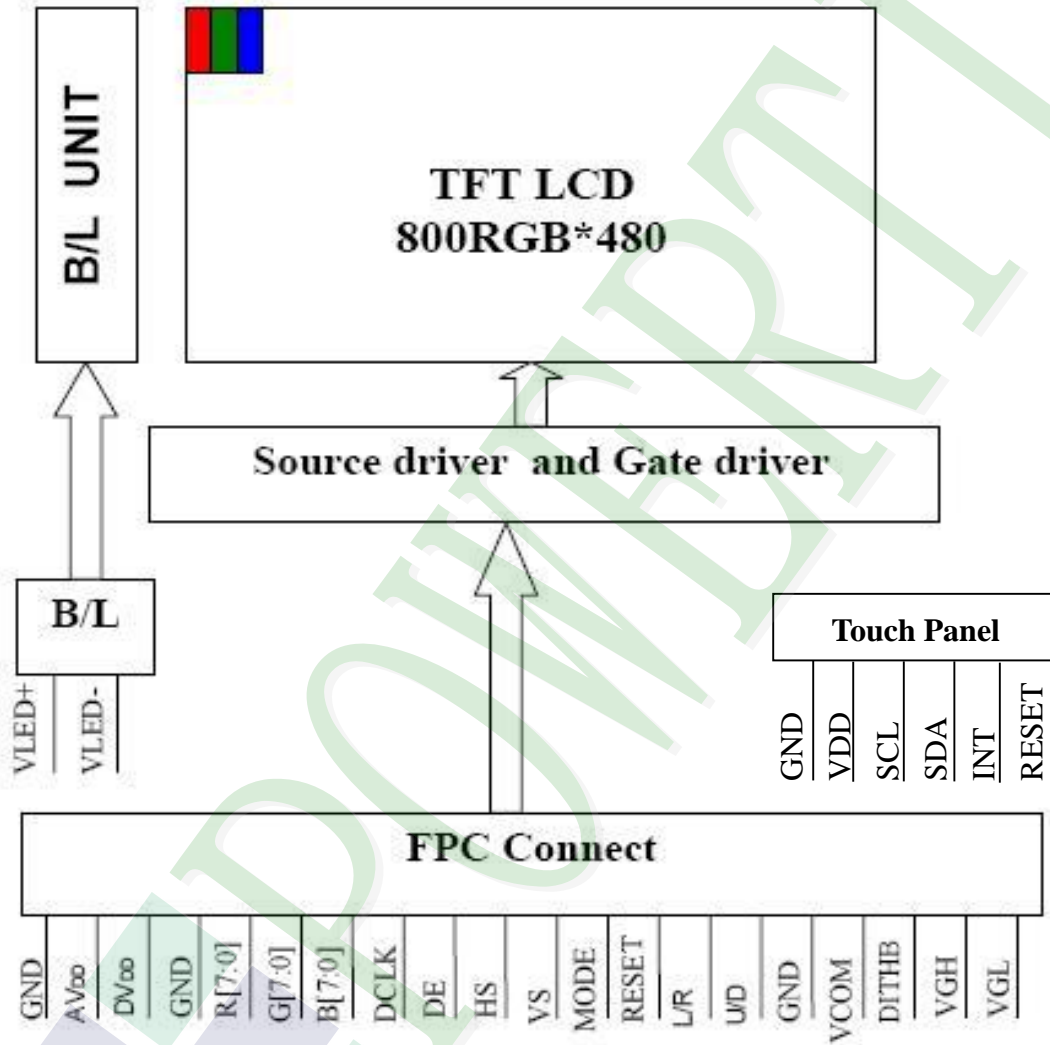 B/L UNIT
TFT LCD
800RGB*480
Source driver and Gate driver
B/L
VLED+
VLED-
Touch Panel
GND
VDD
SCL
SDA
INT
RESET
FPC Connect
GND
AVDD
DVDD
GND
R[7:0]
G[7:0]
B[7:0]
DCLK
DE
HS
VS
MODE
RESET
L/R
U/D
GND
VCOM
DITHB
VGH
VGL
POWERT